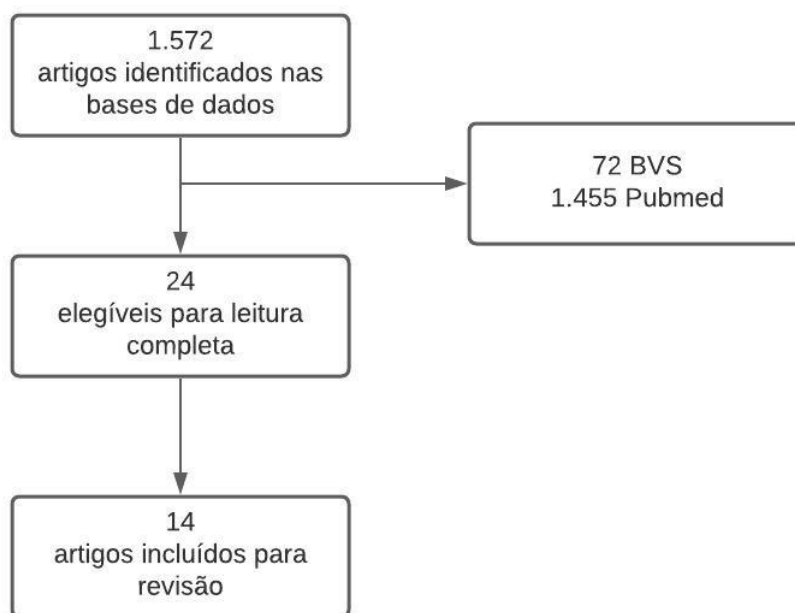 1.572
artigos identificados nas
bases de dados
72 BVS
1.455 Pubmed
24
elegíveis para leitura
completa
14
artigos incluídos para
revisão